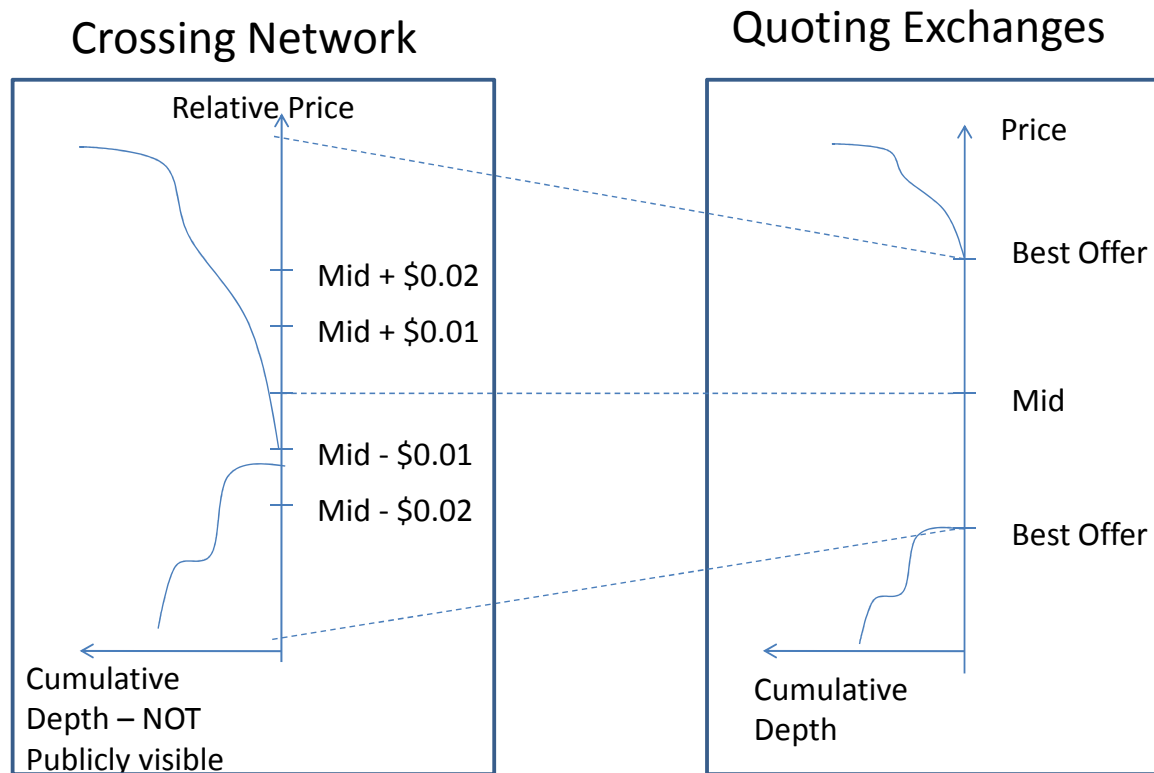 Crossing Network
Relative Price
Mid + $0.02
Mid + $0.01
Mid - $0.01
Mid - $0.02
Cumulative
Depth – NOT
Publicly visible
Quoting Exchanges
Price
Best Offer
Mid
Best Offer
Cumulative
Depth